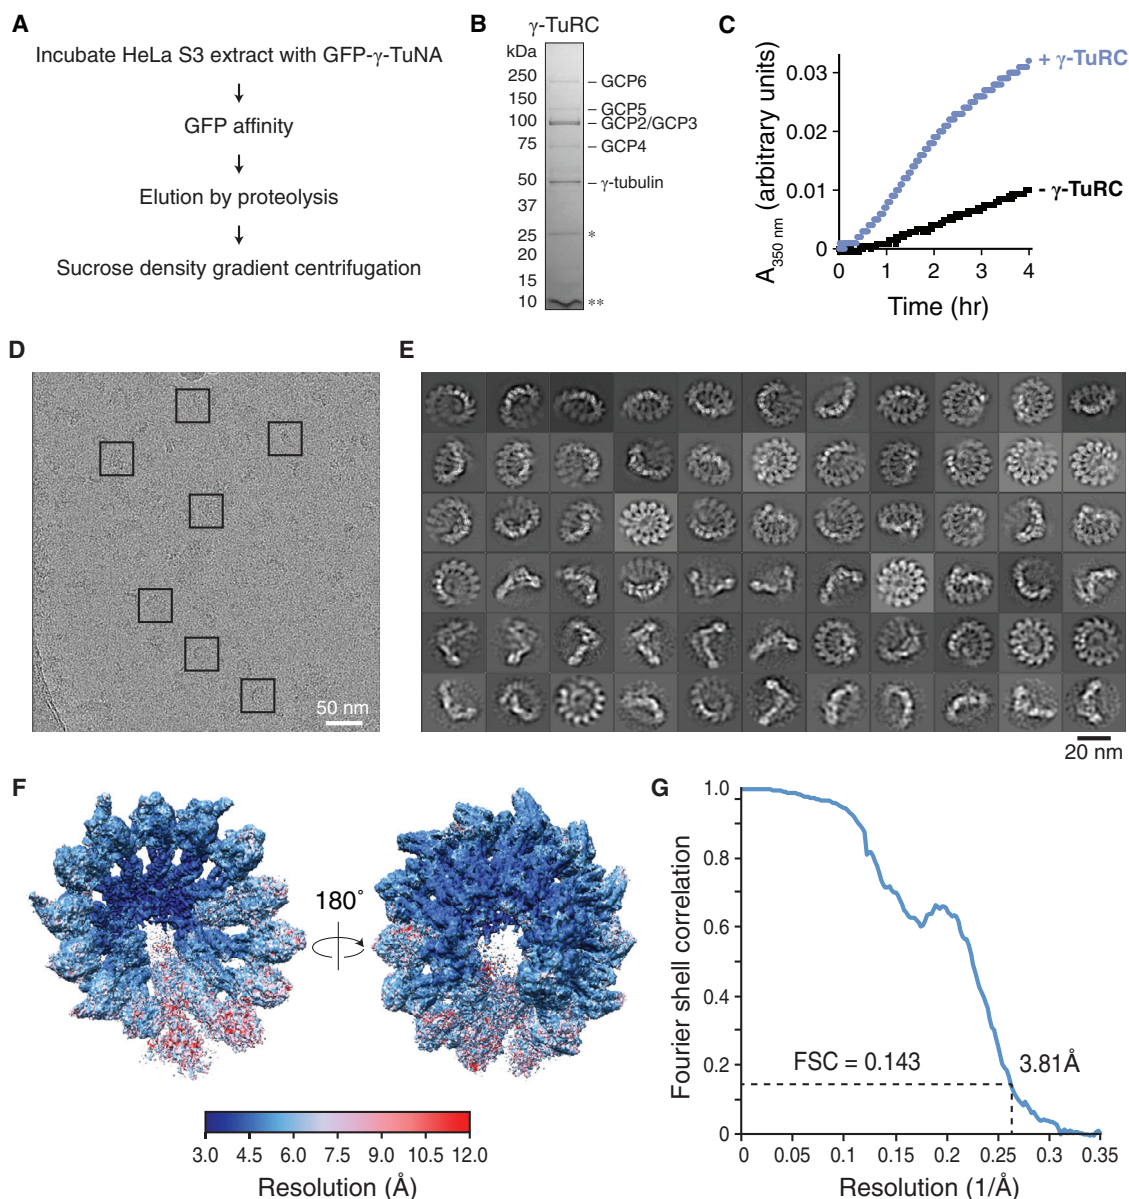 A
Incubate HeLa S3 extract with GFP-γ-TuNA
GFP affinity
Elution by proteolysis
Sucrose density gradient centrifugation
B
γ-TuRC
kDa
250
150
100
75
50
37
25
20
15
10
GCP6
GCP5
GCP2/GCP3
GCP4
γ-tubulin
*
**
C
A350 nm (arbitrary units)
0.03
0.02
0.01
0
0 1 2 3 4
Time (hr)
+ γ-TuRC
- γ-TuRC
D
50 nm
E
20 nm
F
180°
3.0 4.5 6.0 7.5 9.0 10.5 12.0
Resolution (Å)
G
Fourier shell correlation
1.0
0.8
0.6
0.4
0.2
0
FSC = 0.143
3.81Å
0 0.05 0.1 0.15 0.2 0.25 0.30 0.35
Resolution (1/Å)